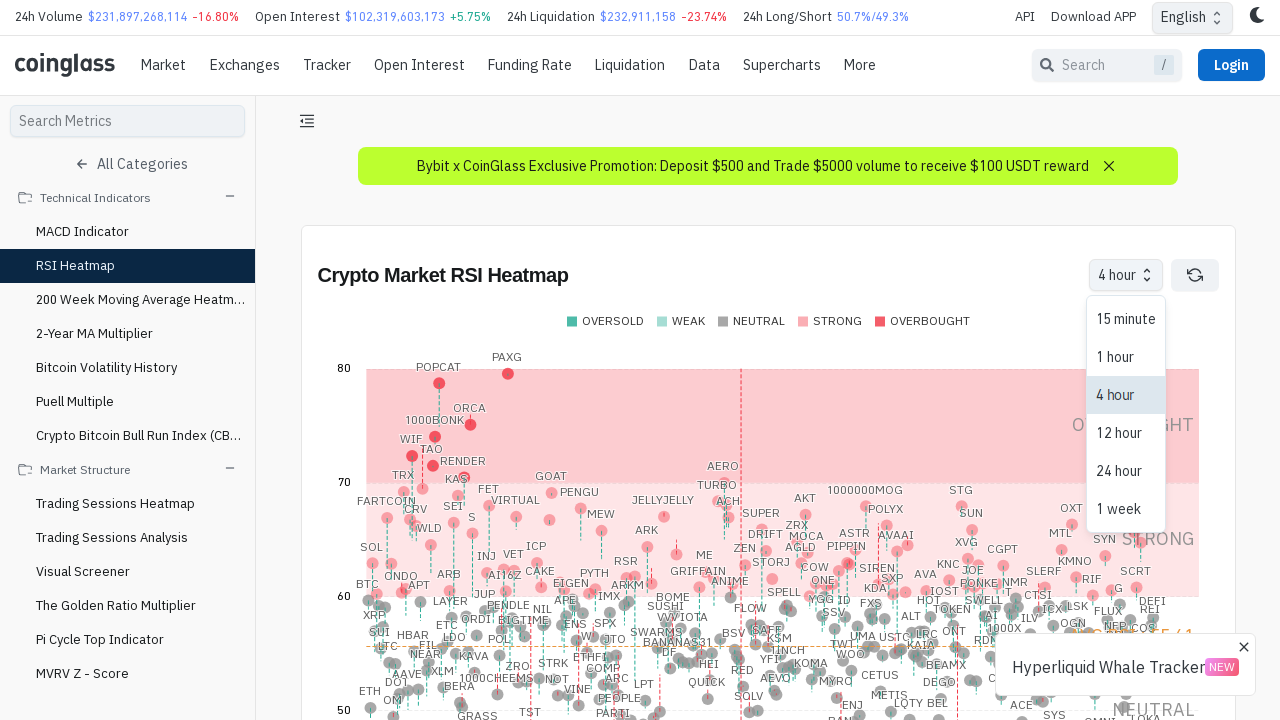 24h Volume $231,897,268,114 -16.80% Open Interest $102,319,603,173 +5.75% 24h Liquidation $232,911,158 -23.74% 24h Long/Short 50.7%/49.3% API Download APP English
coinglass Market Exchanges Tracker Open Interest Funding Rate Liquidation Data Supercharts More Search / Login
Search Metrics
All Categories
Technical Indicators
MACD Indicator
RSI Heatmap
200 Week Moving Average Heatm...
2-Year MA Multiplier
Bitcoin Volatility History
Puell Multiple
Crypto Bitcoin Bull Run Index (CB...
Market Structure
Trading Sessions Heatmap
Trading Sessions Analysis
Visual Screener
The Golden Ratio Multiplier
Pi Cycle Top Indicator
MVRV Z - Score
Bybit x CoinGlass Exclusive Promotion: Deposit $500 and Trade $5000 volume to receive $100 USDT reward
Crypto Market RSI Heatmap
4 hour
15 minute
1 hour
4 hour
12 hour
24 hour
1 week
OVERSOLD WEAK NEUTRAL STRONG OVERBOUGHT
PAXG
80 POPCAT
ORCA
1000BONK
WIF
TAO
RENDER AERO
TRX KAS GOAT
70 TURBO
FET PENGU 1000000MOG STG
FARTCOIN VIRTUAL JELLYJELLY ACH AKT
CRV SEI MEW SUPER POLYX SUN OXT
WLD S ARK ZRX
DRIFT MOCA ASTR AVAAI MTL STRONG
SOL ICP ZEN AGLD PIPPIN XVG SYN
INJ VET ME CGPT
RSR STORJ COW SIREN KNC KMNO
ONDO ARB AI16Z CAKE PYTH GRIFFAIN AVA JOE SLERF SCRT
BTC APT EIGEN ARKM ANIME ONE SXP PONKE NMR RIF
60 JUP IMX BOME SPELL KDA IOST CTSI G
LAYER PENDLE NIL APE SUSHI FLOW FXS HOT TOKEN SWELL LSK FLUX DEFI
XRP ORDI BIGTIME SPX IOTA SSV ALT AI ILV ICX REI
ETC ENS OGN
SUI HBAR LDO POL W JTO SWARMS BSV KSM USTC LRC ONT 1000X
LTC FIL BANANAS31 1INCH TWT KAIA
NEAR KAVA ETHFI DF YFI WOO
AAVE XLM ZRO STRK HEI RED KOMA BEAMX
DOT 1000CHEEMS NOT ARC LPT QUICK AEVO MYRO CETUS DEGO
ETH BERA VINE PEOPLE SOLV METIS
OM ENJ LQTY BEL ACE
50 GRASS TST PARTI SYS NEUTRAL
Hyperliquid Whale Tracker NEW